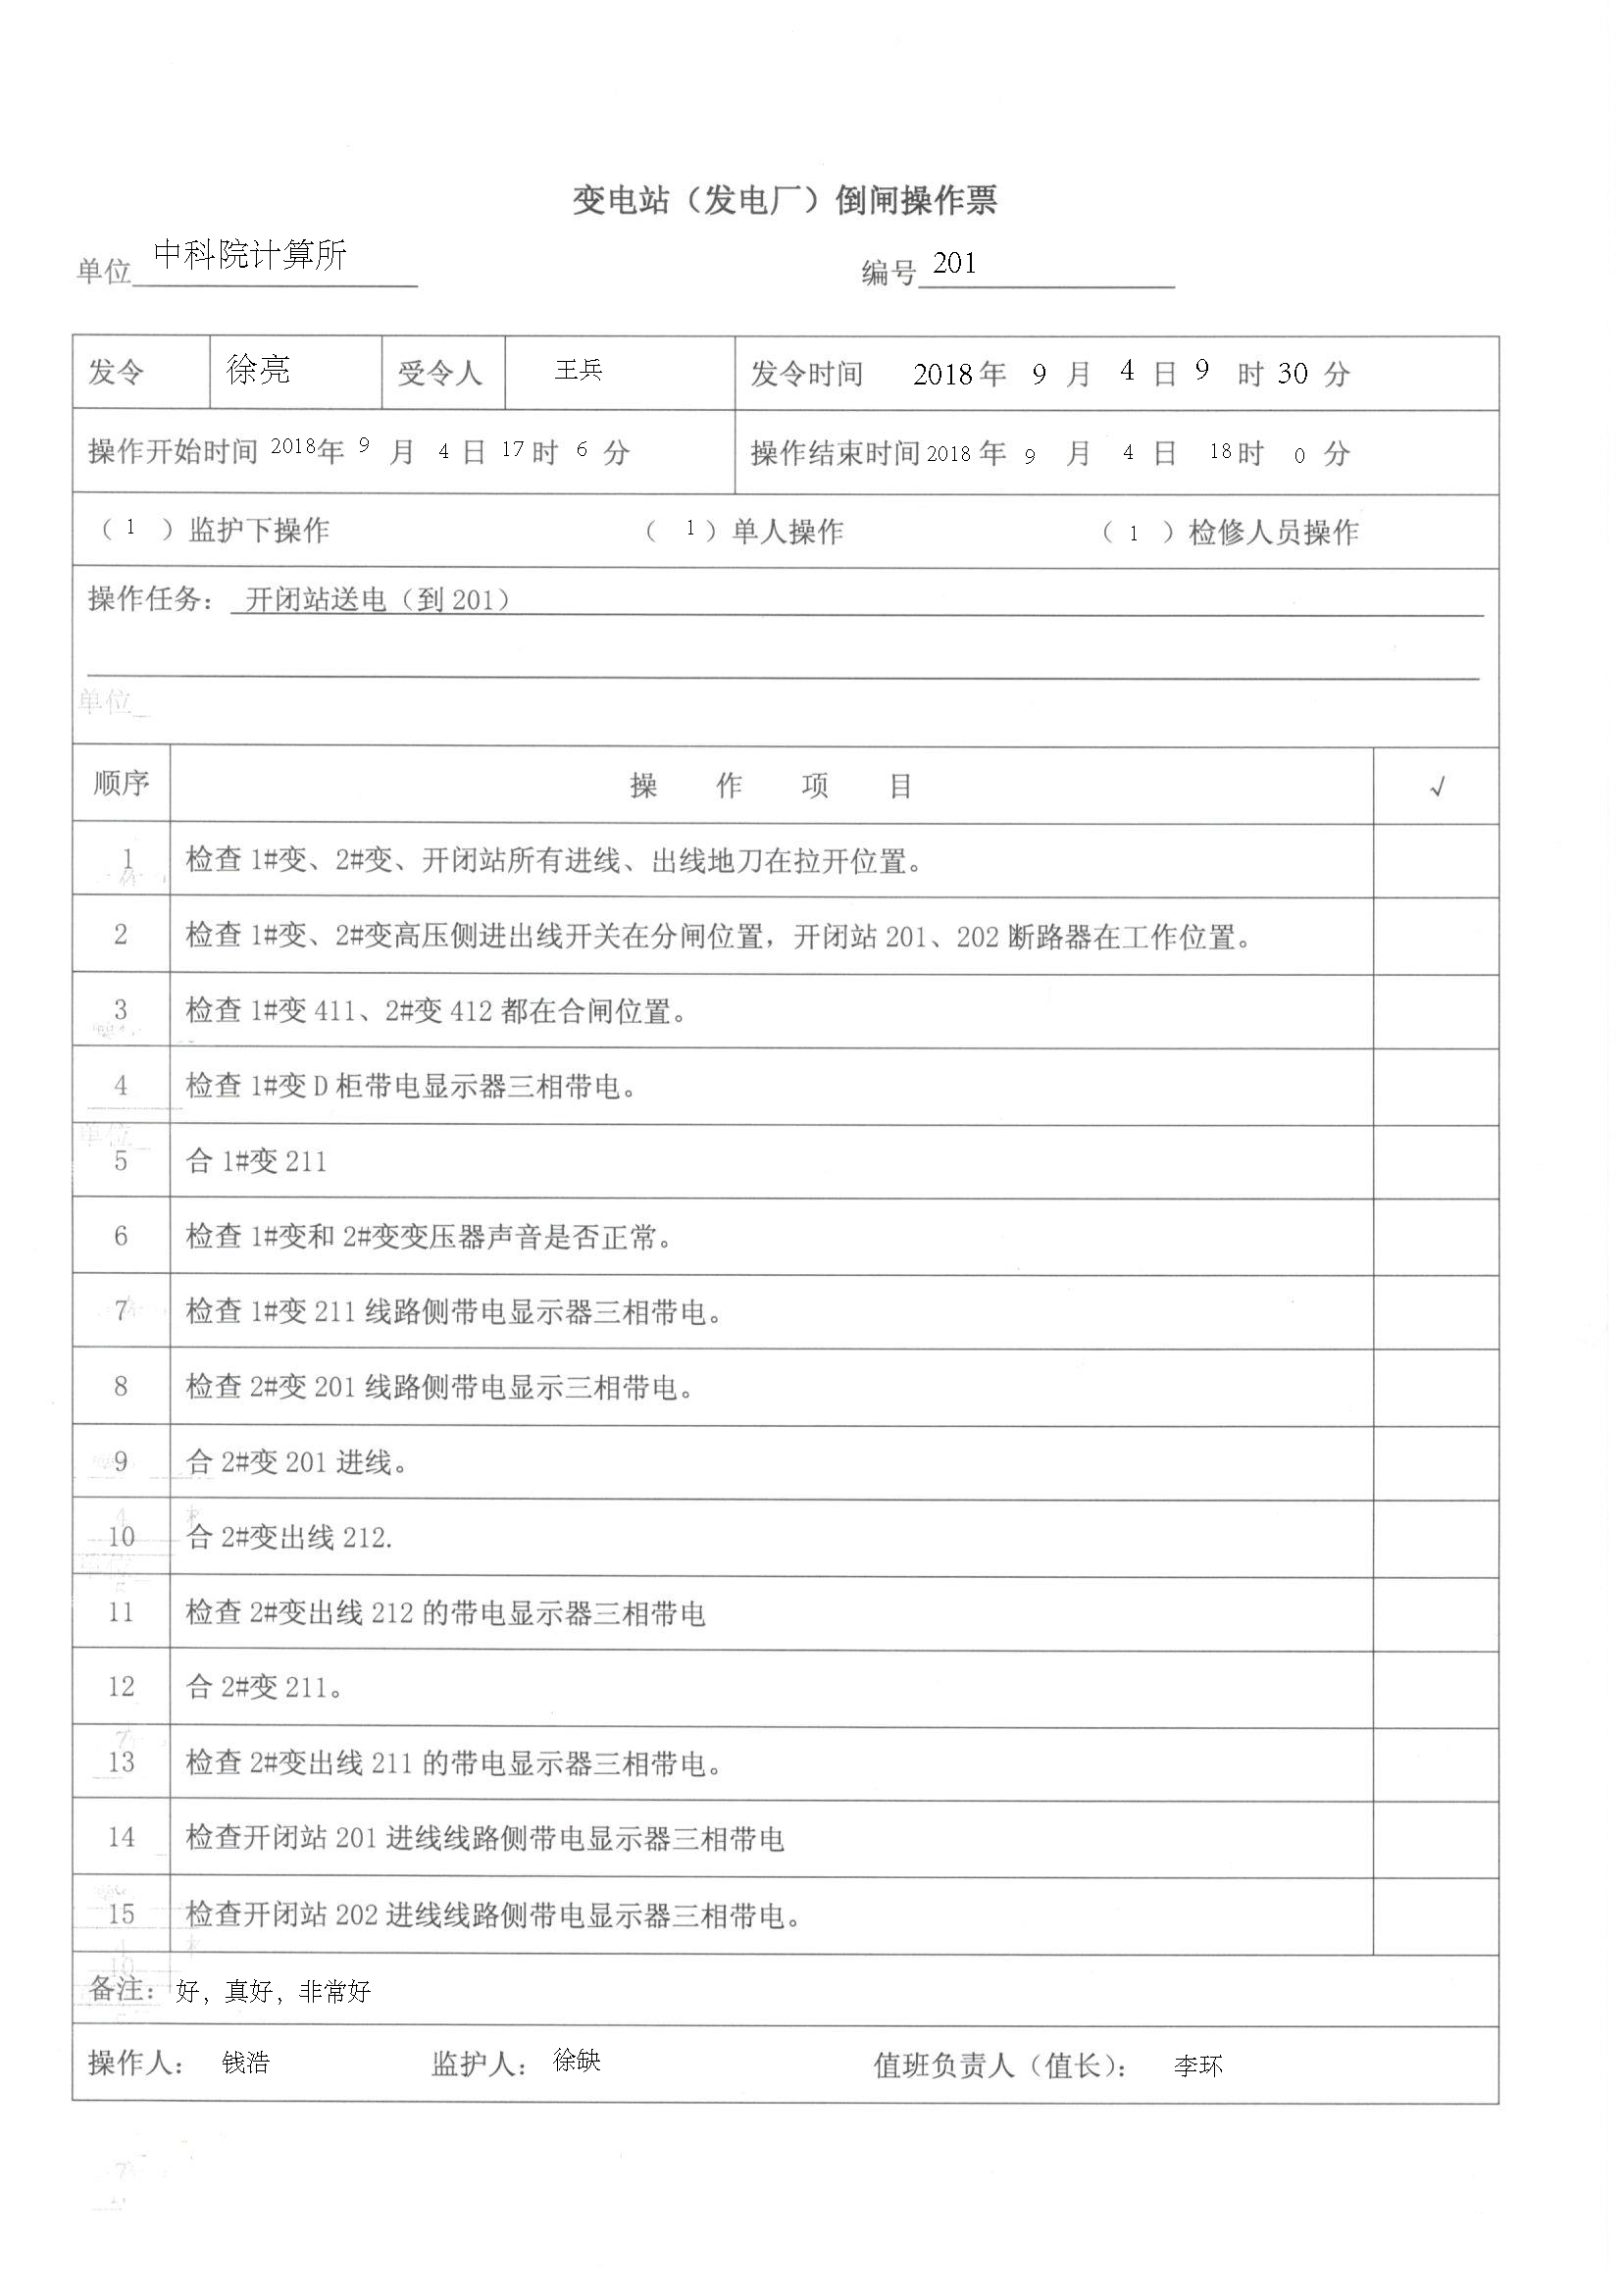 变电站（发电厂）倒闸操作票
单位 中科院计算所 编号 201
发令 徐亮 受令人 王兵 发令时间 2018年 9 月 4 日 9 时 30 分
操作开始时间 2018年 9 月 4 日 17 时 6 分 操作结束时间 2018 年 9 月 4 日 18 时 0 分
（ 1 ）监护下操作 （ 1 ）单人操作 （ 1 ）检修人员操作
操作任务： 开闭站送电（到 201）
单位
顺序 操 作 项 目 √
1 检查 1#变、2#变、开闭站所有进线、出线地刀在拉开位置。
2 检查 1#变、2#变高压侧进出线开关在分闸位置，开闭站 201、202 断路器在工作位置。
3 检查 1#变 411、2#变 412 都在合闸位置。
4 检查 1#变 D 柜带电显示器三相带电。
单位
5 合 1#变 211
6 检查 1#变和 2#变变压器声音是否正常。
7 检查 1#变 211 线路侧带电显示器三相带电。
8 检查 2#变 201 线路侧带电显示三相带电。
9 合 2#变 201 进线。
10 合 2#变出线 212.
11 检查 2#变出线 212 的带电显示器三相带电
12 合 2#变 211。
13 检查 2#变出线 211 的带电显示器三相带电。
14 检查开闭站 201 进线线路侧带电显示器三相带电
15 检查开闭站 202 进线线路侧带电显示器三相带电。
备注： 好，真好，非常好
操作人： 钱浩 监护人： 徐缺 值班负责人（值长）： 李环